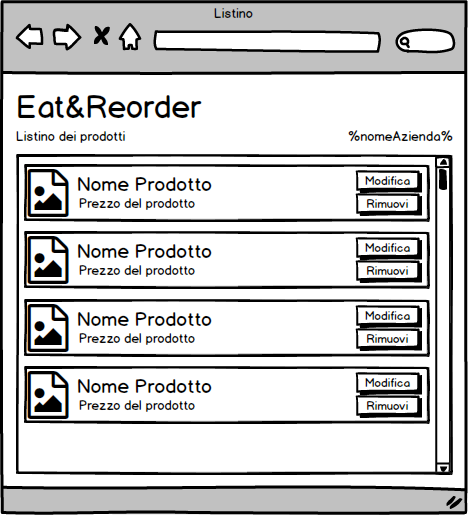 Listino
Eat&Reorder
Listino dei prodotti
%nomeAzienda%
Nome Prodotto
Prezzo del prodotto
Modifica
Rimuovi
Nome Prodotto
Prezzo del prodotto
Modifica
Rimuovi
Nome Prodotto
Prezzo del prodotto
Modifica
Rimuovi
Nome Prodotto
Prezzo del prodotto
Modifica
Rimuovi